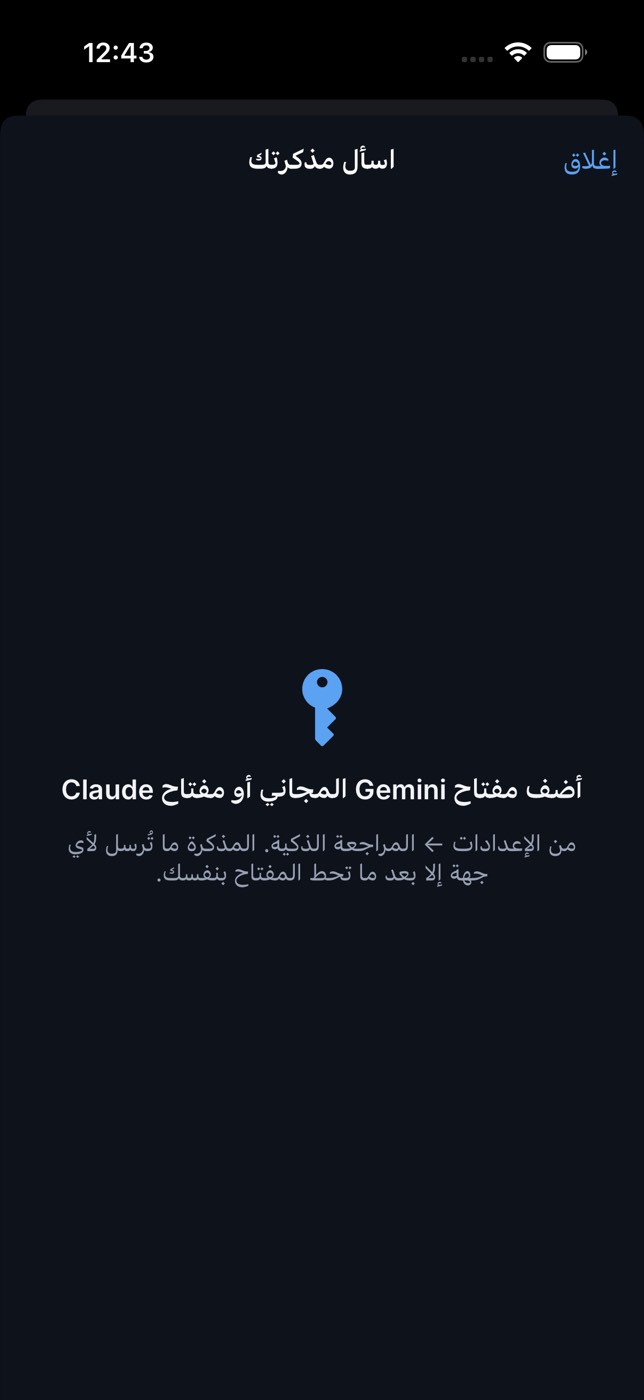 12:43
إغلاق
اسأل مذكرتك
أضف مفتاح Gemini المجاني أو مفتاح Claude
من الإعدادات ← المراجعة الذكية. المذكرة ما تُرسل لأي
جهة إلا بعد ما تحط المفتاح بنفسك.